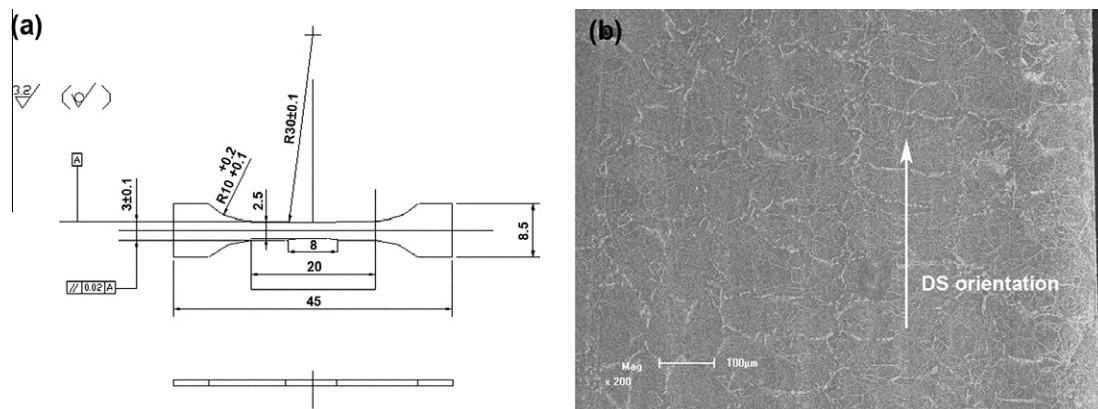 (a)
3.2
R30±0.1
A
+0.2
R10 +0.1
3±0.1
2.5
8.5
8
20
// 0.02 A
45
(b)
DS orientation
100μm
Mag
x 200